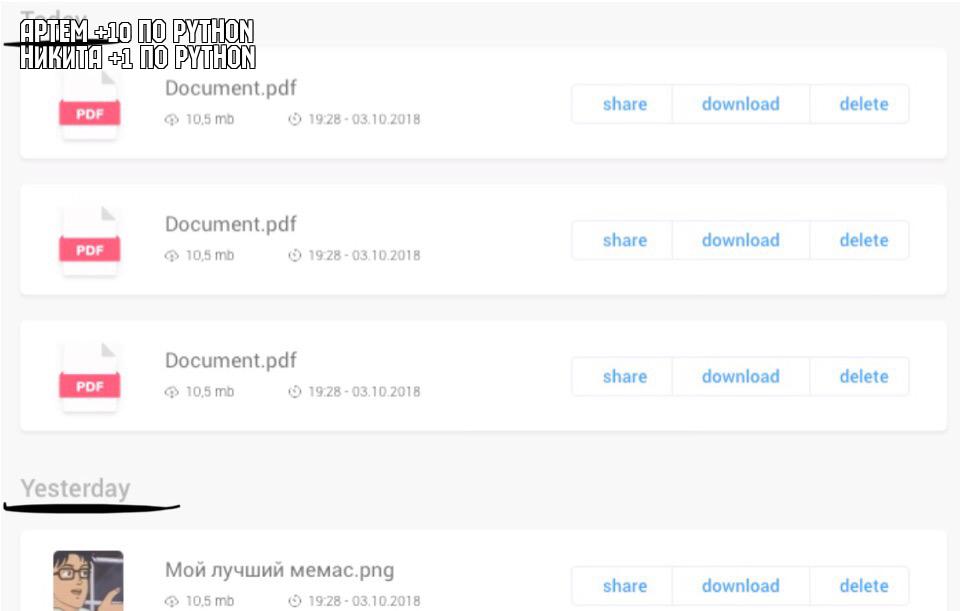 Today
АРТЕМ +10 ПО PYTHON
НИКИТА +1 ПО PYTHON
PDF
Document.pdf
10,5 mb 19:28 - 03.10.2018
share download delete
PDF
Document.pdf
10,5 mb 19:28 - 03.10.2018
share download delete
PDF
Document.pdf
10,5 mb 19:28 - 03.10.2018
share download delete
Yesterday
Мой лучший мемас.png
10,5 mb 19:28 - 03.10.2018
share download delete